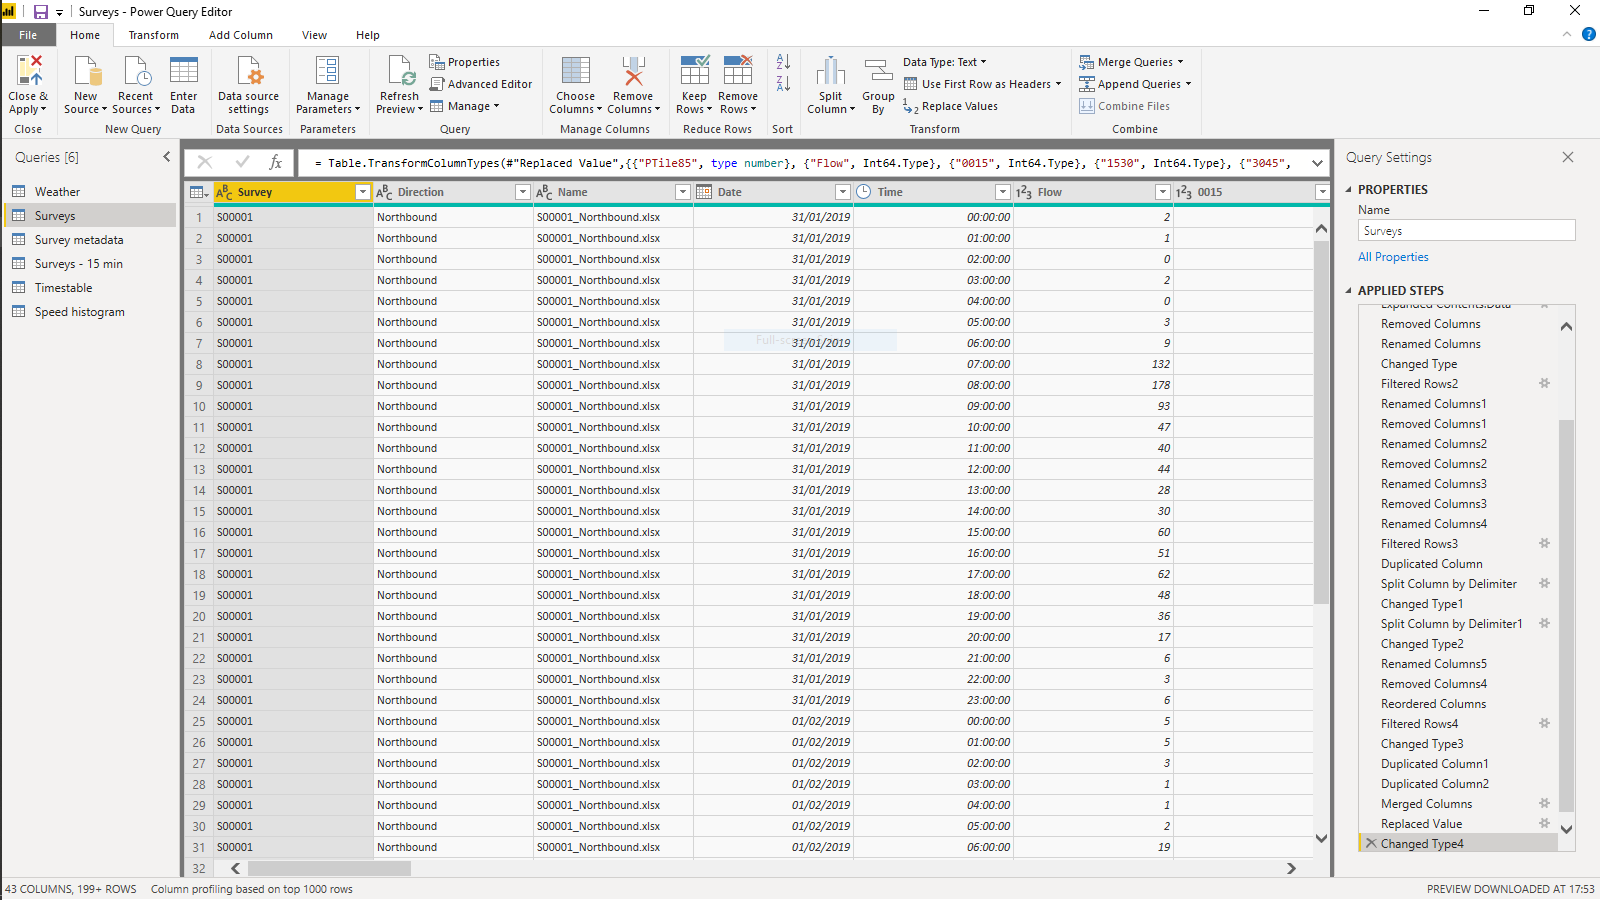 Surveys - Power Query Editor
File Home Transform Add Column View Help
Close & Apply
New Source
Recent Sources
Enter Data
Data source settings
Manage Parameters
Refresh Preview
Properties
Advanced Editor
Manage
Choose Columns
Remove Columns
Keep Rows
Remove Rows
Split Column
Group By
Data Type: Text
Use First Row as Headers
Replace Values
Merge Queries
Append Queries
Combine Files
Close New Query Data Sources Parameters Query Manage Columns Reduce Rows Sort Transform Combine
Queries [6]
Weather
Surveys
Survey metadata
Surveys - 15 min
Timestable
Speed histogram
fx = Table.TransformColumnTypes(#"Replaced Value",{{"PTile85", type number}, {"Flow", Int64.Type}, {"0015", Int64.Type}, {"1530", Int64.Type}, {"3045",
Survey Direction Name Date Time Flow 0015
1 S00001 Northbound S00001_Northbound.xlsx 31/01/2019 00:00:00 2
2 S00001 Northbound S00001_Northbound.xlsx 31/01/2019 01:00:00 1
3 S00001 Northbound S00001_Northbound.xlsx 31/01/2019 02:00:00 0
4 S00001 Northbound S00001_Northbound.xlsx 31/01/2019 03:00:00 2
5 S00001 Northbound S00001_Northbound.xlsx 31/01/2019 04:00:00 0
6 S00001 Northbound S00001_Northbound.xlsx 31/01/2019 05:00:00 3
7 S00001 Northbound S00001_Northbound.xlsx 31/01/2019 06:00:00 9
8 S00001 Northbound S00001_Northbound.xlsx 31/01/2019 07:00:00 132
9 S00001 Northbound S00001_Northbound.xlsx 31/01/2019 08:00:00 178
10 S00001 Northbound S00001_Northbound.xlsx 31/01/2019 09:00:00 93
11 S00001 Northbound S00001_Northbound.xlsx 31/01/2019 10:00:00 47
12 S00001 Northbound S00001_Northbound.xlsx 31/01/2019 11:00:00 40
13 S00001 Northbound S00001_Northbound.xlsx 31/01/2019 12:00:00 44
14 S00001 Northbound S00001_Northbound.xlsx 31/01/2019 13:00:00 28
15 S00001 Northbound S00001_Northbound.xlsx 31/01/2019 14:00:00 30
16 S00001 Northbound S00001_Northbound.xlsx 31/01/2019 15:00:00 60
17 S00001 Northbound S00001_Northbound.xlsx 31/01/2019 16:00:00 51
18 S00001 Northbound S00001_Northbound.xlsx 31/01/2019 17:00:00 62
19 S00001 Northbound S00001_Northbound.xlsx 31/01/2019 18:00:00 48
20 S00001 Northbound S00001_Northbound.xlsx 31/01/2019 19:00:00 36
21 S00001 Northbound S00001_Northbound.xlsx 31/01/2019 20:00:00 17
22 S00001 Northbound S00001_Northbound.xlsx 31/01/2019 21:00:00 6
23 S00001 Northbound S00001_Northbound.xlsx 31/01/2019 22:00:00 3
24 S00001 Northbound S00001_Northbound.xlsx 31/01/2019 23:00:00 6
25 S00001 Northbound S00001_Northbound.xlsx 01/02/2019 00:00:00 5
26 S00001 Northbound S00001_Northbound.xlsx 01/02/2019 01:00:00 5
27 S00001 Northbound S00001_Northbound.xlsx 01/02/2019 02:00:00 3
28 S00001 Northbound S00001_Northbound.xlsx 01/02/2019 03:00:00 1
29 S00001 Northbound S00001_Northbound.xlsx 01/02/2019 04:00:00 1
30 S00001 Northbound S00001_Northbound.xlsx 01/02/2019 05:00:00 2
31 S00001 Northbound S00001_Northbound.xlsx 01/02/2019 06:00:00 19
32
Query Settings
PROPERTIES
Name
Surveys
All Properties
APPLIED STEPS
Expanded Contents.Data
Removed Columns
Renamed Columns
Changed Type
Filtered Rows2
Renamed Columns1
Removed Columns1
Renamed Columns2
Removed Columns2
Renamed Columns3
Removed Columns3
Renamed Columns4
Filtered Rows3
Duplicated Column
Split Column by Delimiter
Changed Type1
Split Column by Delimiter1
Changed Type2
Renamed Columns5
Removed Columns4
Reordered Columns
Filtered Rows4
Changed Type3
Duplicated Column1
Duplicated Column2
Merged Columns
Replaced Value
Changed Type4
43 COLUMNS, 199+ ROWS Column profiling based on top 1000 rows PREVIEW DOWNLOADED AT 17:53